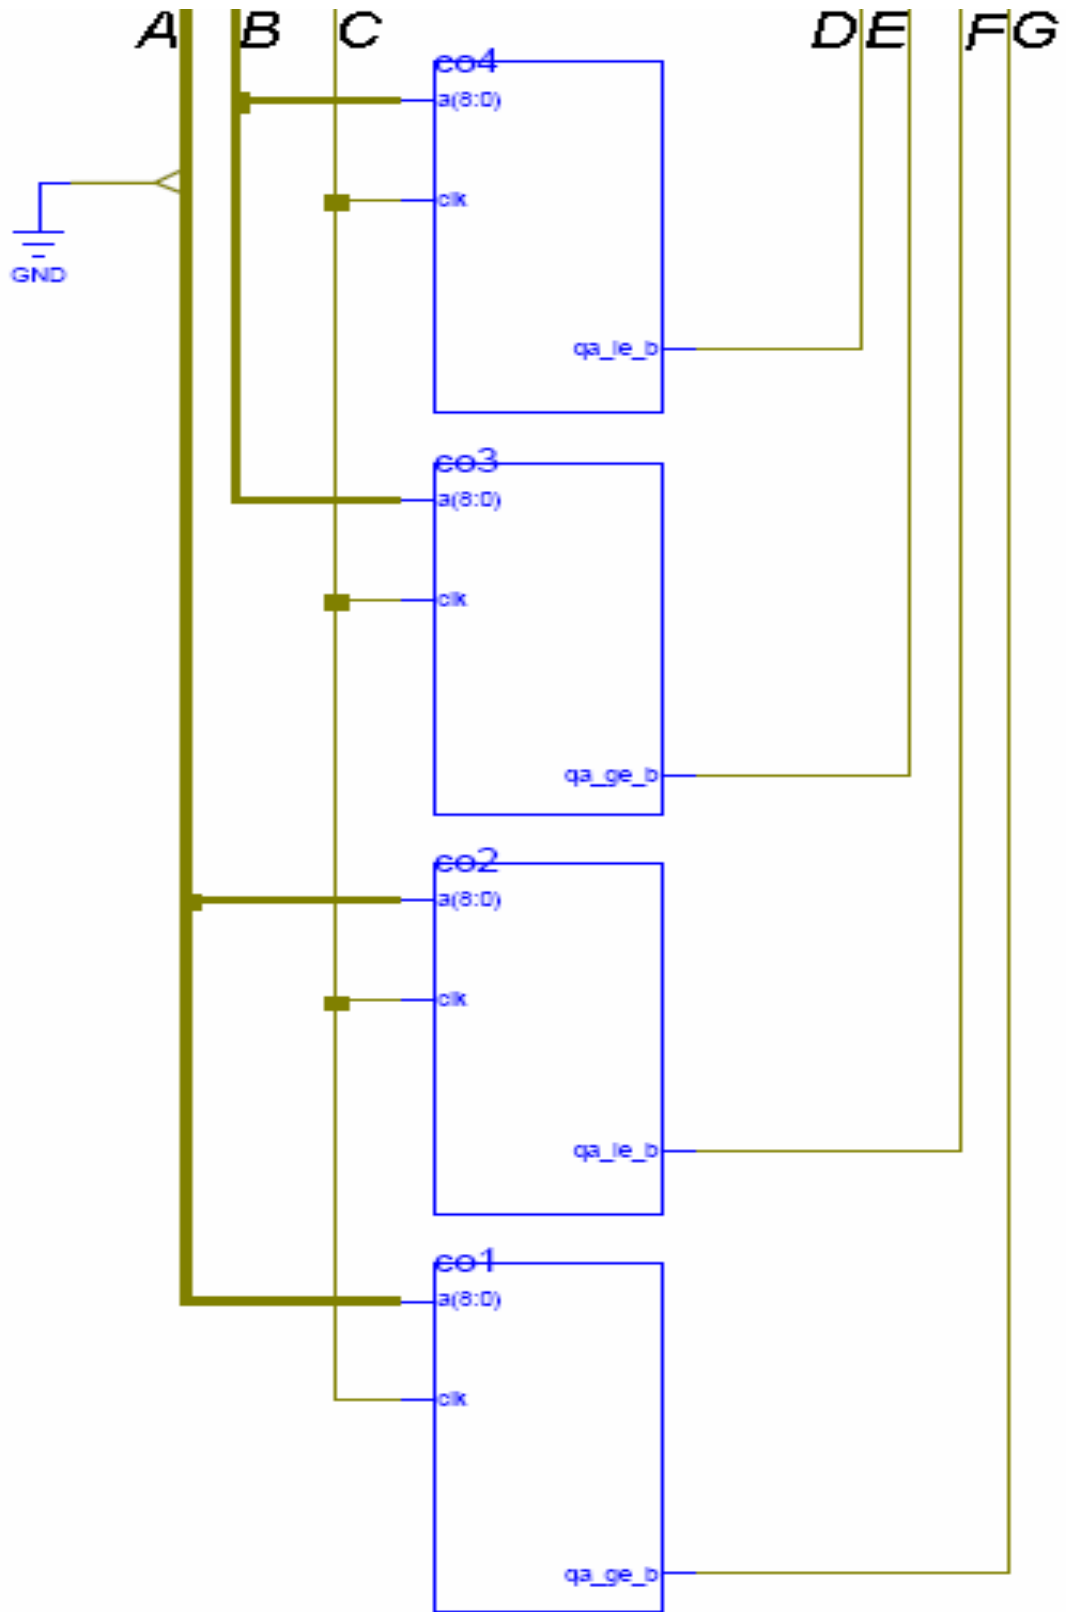 A B C D E F G
co4
a(8:0)
clk
GND
qa_le_b
co3
a(8:0)
clk
qa_ge_b
co2
a(8:0)
clk
qa_le_b
co1
a(8:0)
clk
qa_ge_b